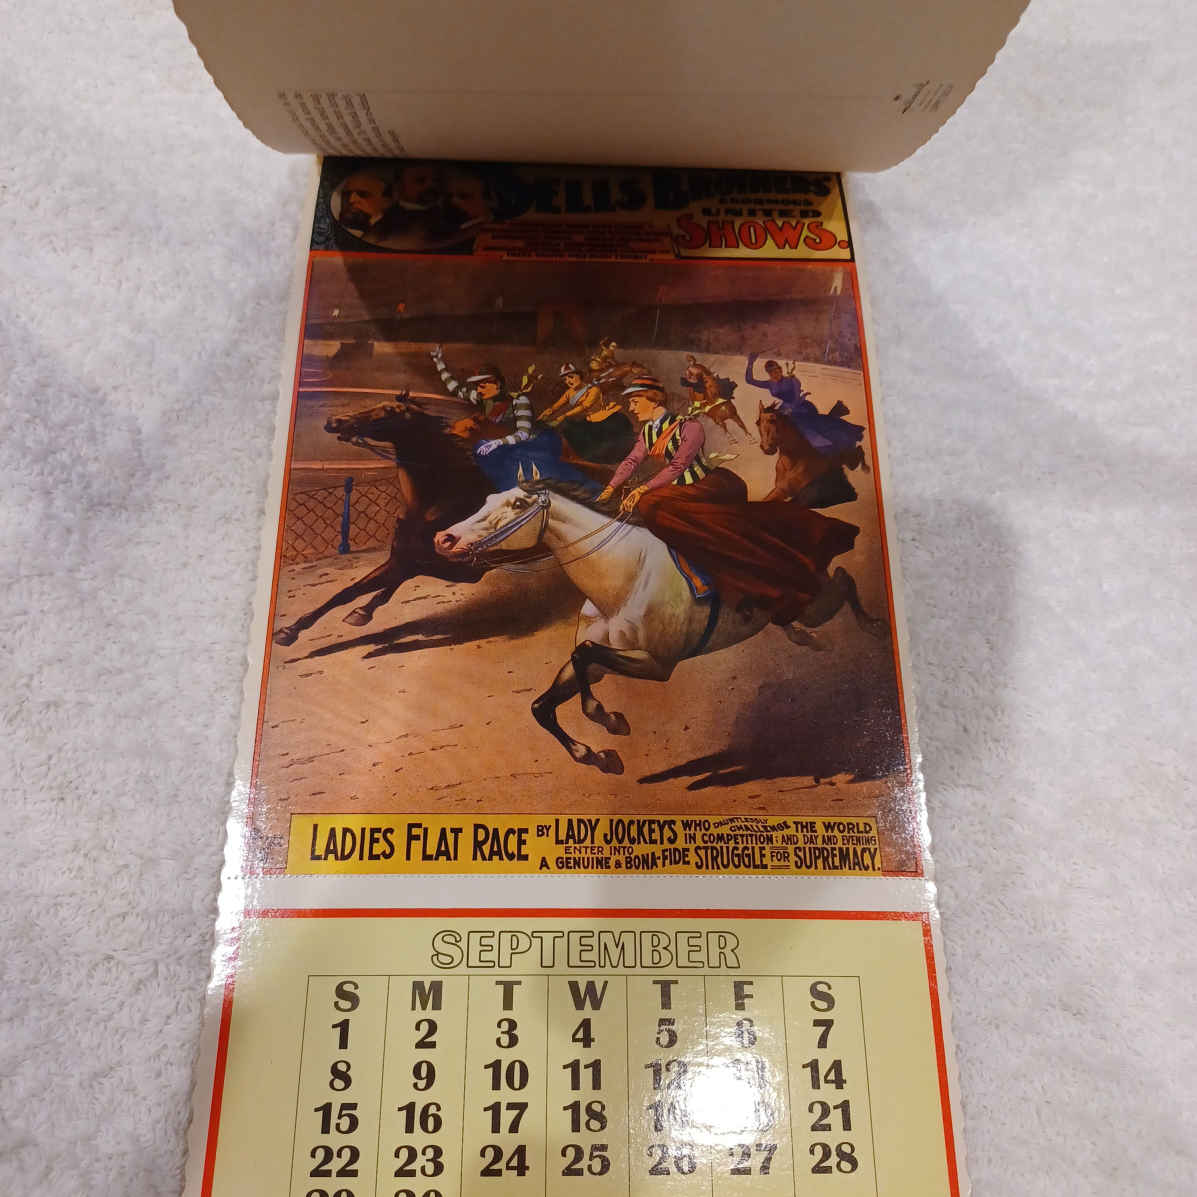 SELLS BROTHERS
ENORMOUS
UNITED
SHOWS.
LADIES FLAT RACE BY LADY JOCKEYS WHO DAUNTLESSLY CHALLENGE THE WORLD
ENTER INTO IN COMPETITION; AND DAY AND EVENING
A GENUINE & BONA-FIDE STRUGGLE FOR SUPREMACY.
SEPTEMBER
S M T W T F S
1 2 3 4 5 6 7
8 9 10 11 12 14
15 16 17 18 21
22 23 24 25 26 27 28
29 30